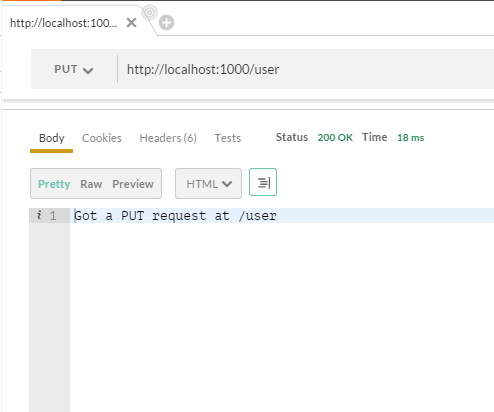 http://localhost:100...
PUT http://localhost:1000/user
Body Cookies Headers (6) Tests Status 200 OK Time 18 ms
Pretty Raw Preview HTML
i 1 Got a PUT request at /user